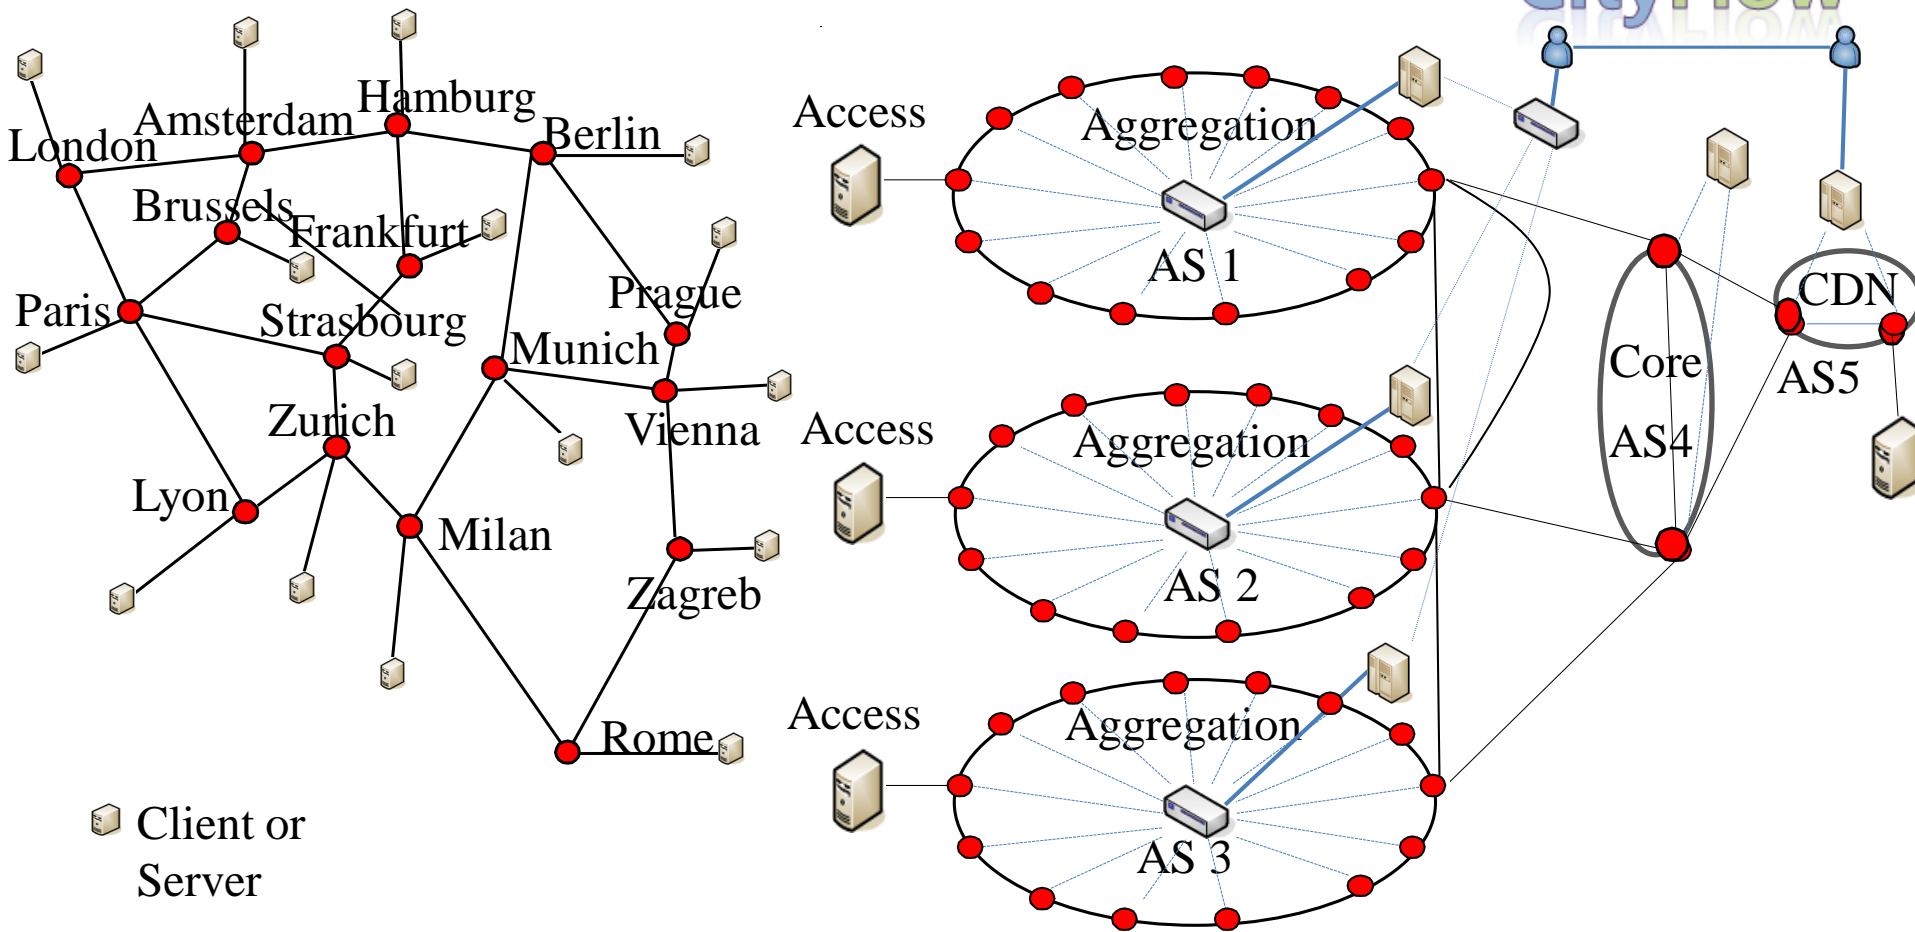 CityFlow
Hamburg
Amsterdam
Berlin
London
Brussels
Frankfurt
Prague
Paris
Strasbourg
Munich
Zurich
Vienna
Lyon
Milan
Zagreb
Rome
Client or
Server
Access
Aggregation
AS 1
Access
Aggregation
AS 2
Access
Aggregation
AS 3
Core
AS4
CDN
AS5